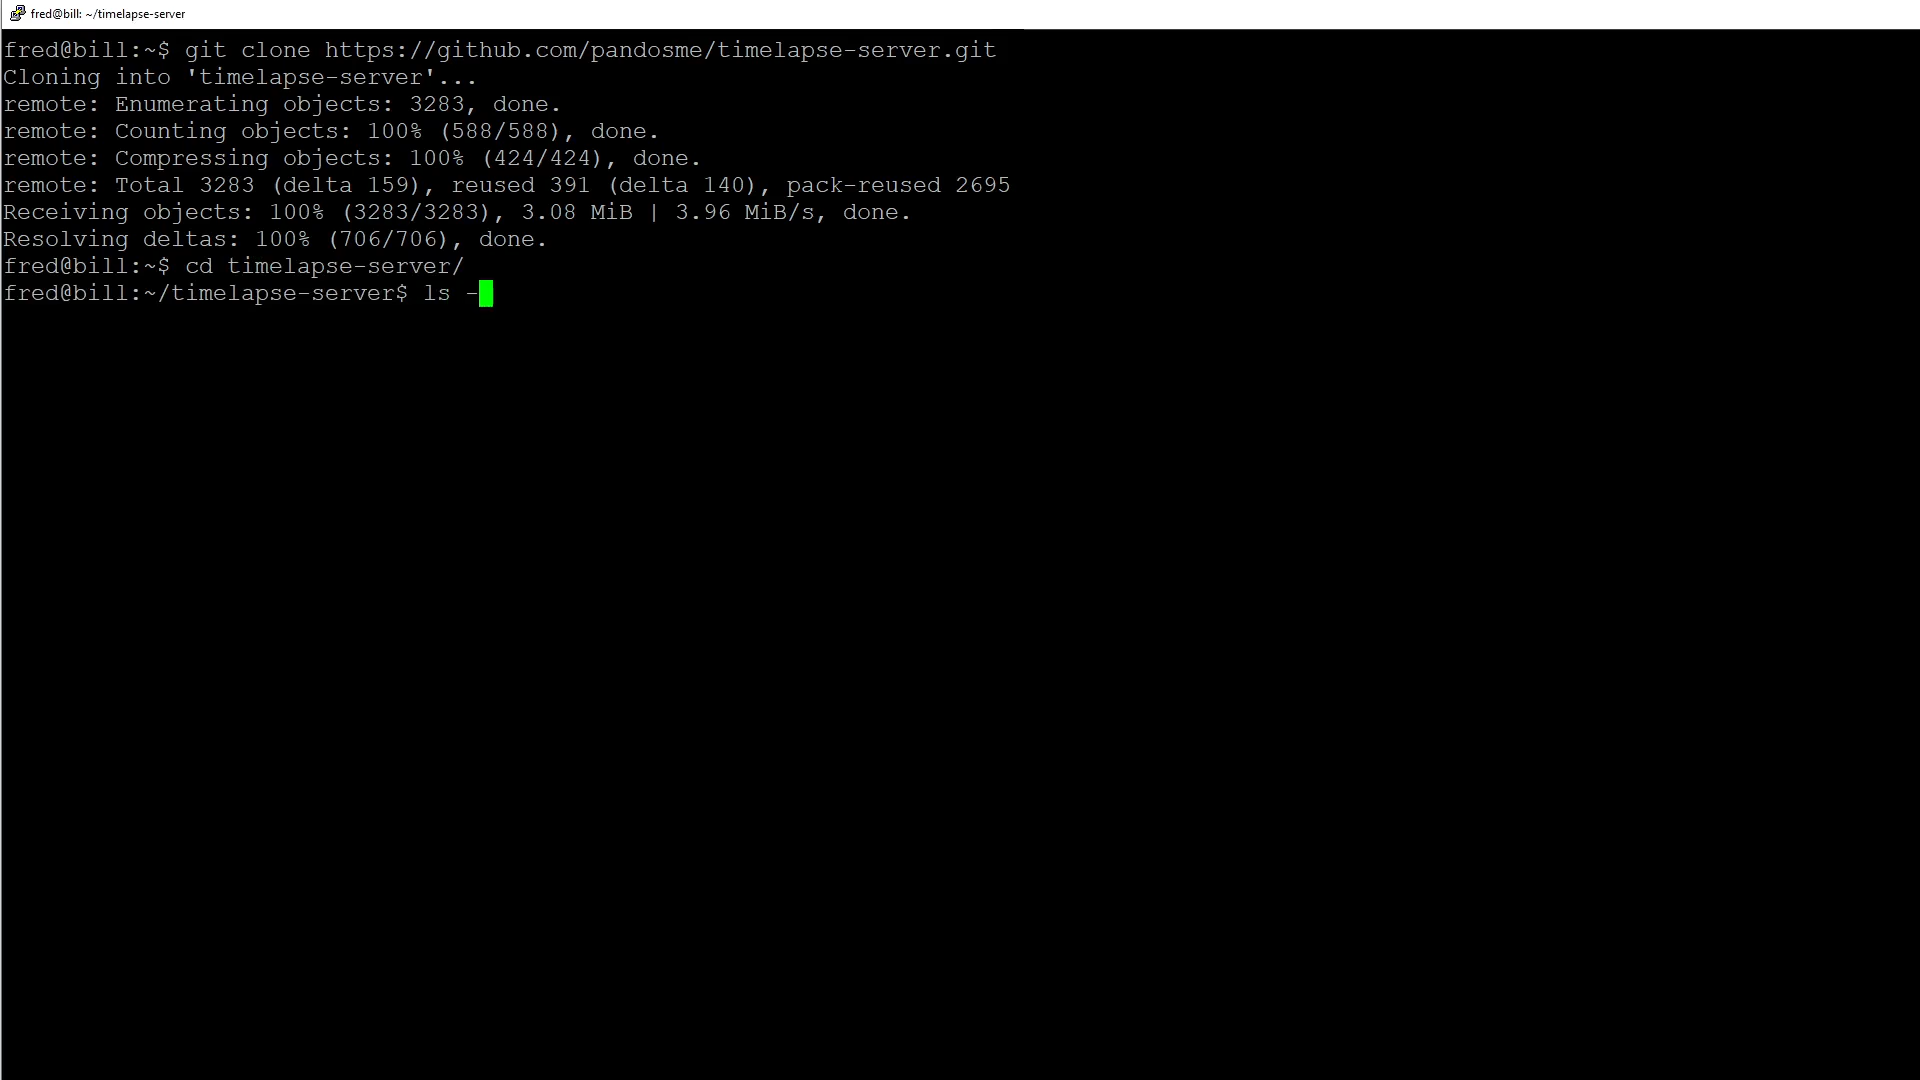 fred@bill: ~/timelapse-server
fred@bill:~$ git clone https://github.com/pandosme/timelapse-server.git
Cloning into 'timelapse-server'...
remote: Enumerating objects: 3283, done.
remote: Counting objects: 100% (588/588), done.
remote: Compressing objects: 100% (424/424), done.
remote: Total 3283 (delta 159), reused 391 (delta 140), pack-reused 2695
Receiving objects: 100% (3283/3283), 3.08 MiB | 3.96 MiB/s, done.
Resolving deltas: 100% (706/706), done.
fred@bill:~$ cd timelapse-server/
fred@bill:~/timelapse-server$ ls -